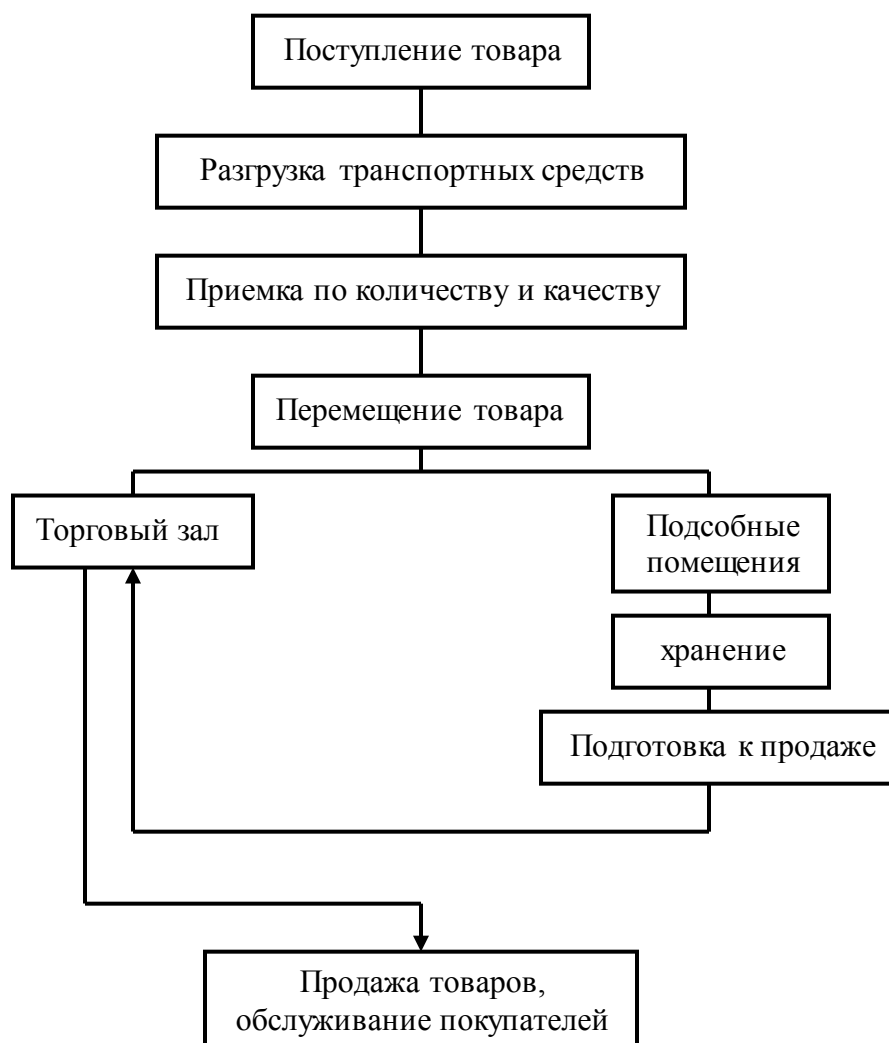 Поступление товара
Разгрузка транспортных средств
Приемка по количеству и качеству
Перемещение товара
Торговый зал
Подсобные
помещения
хранение
Подготовка к продаже
Продажа товаров,
обслуживание покупателей